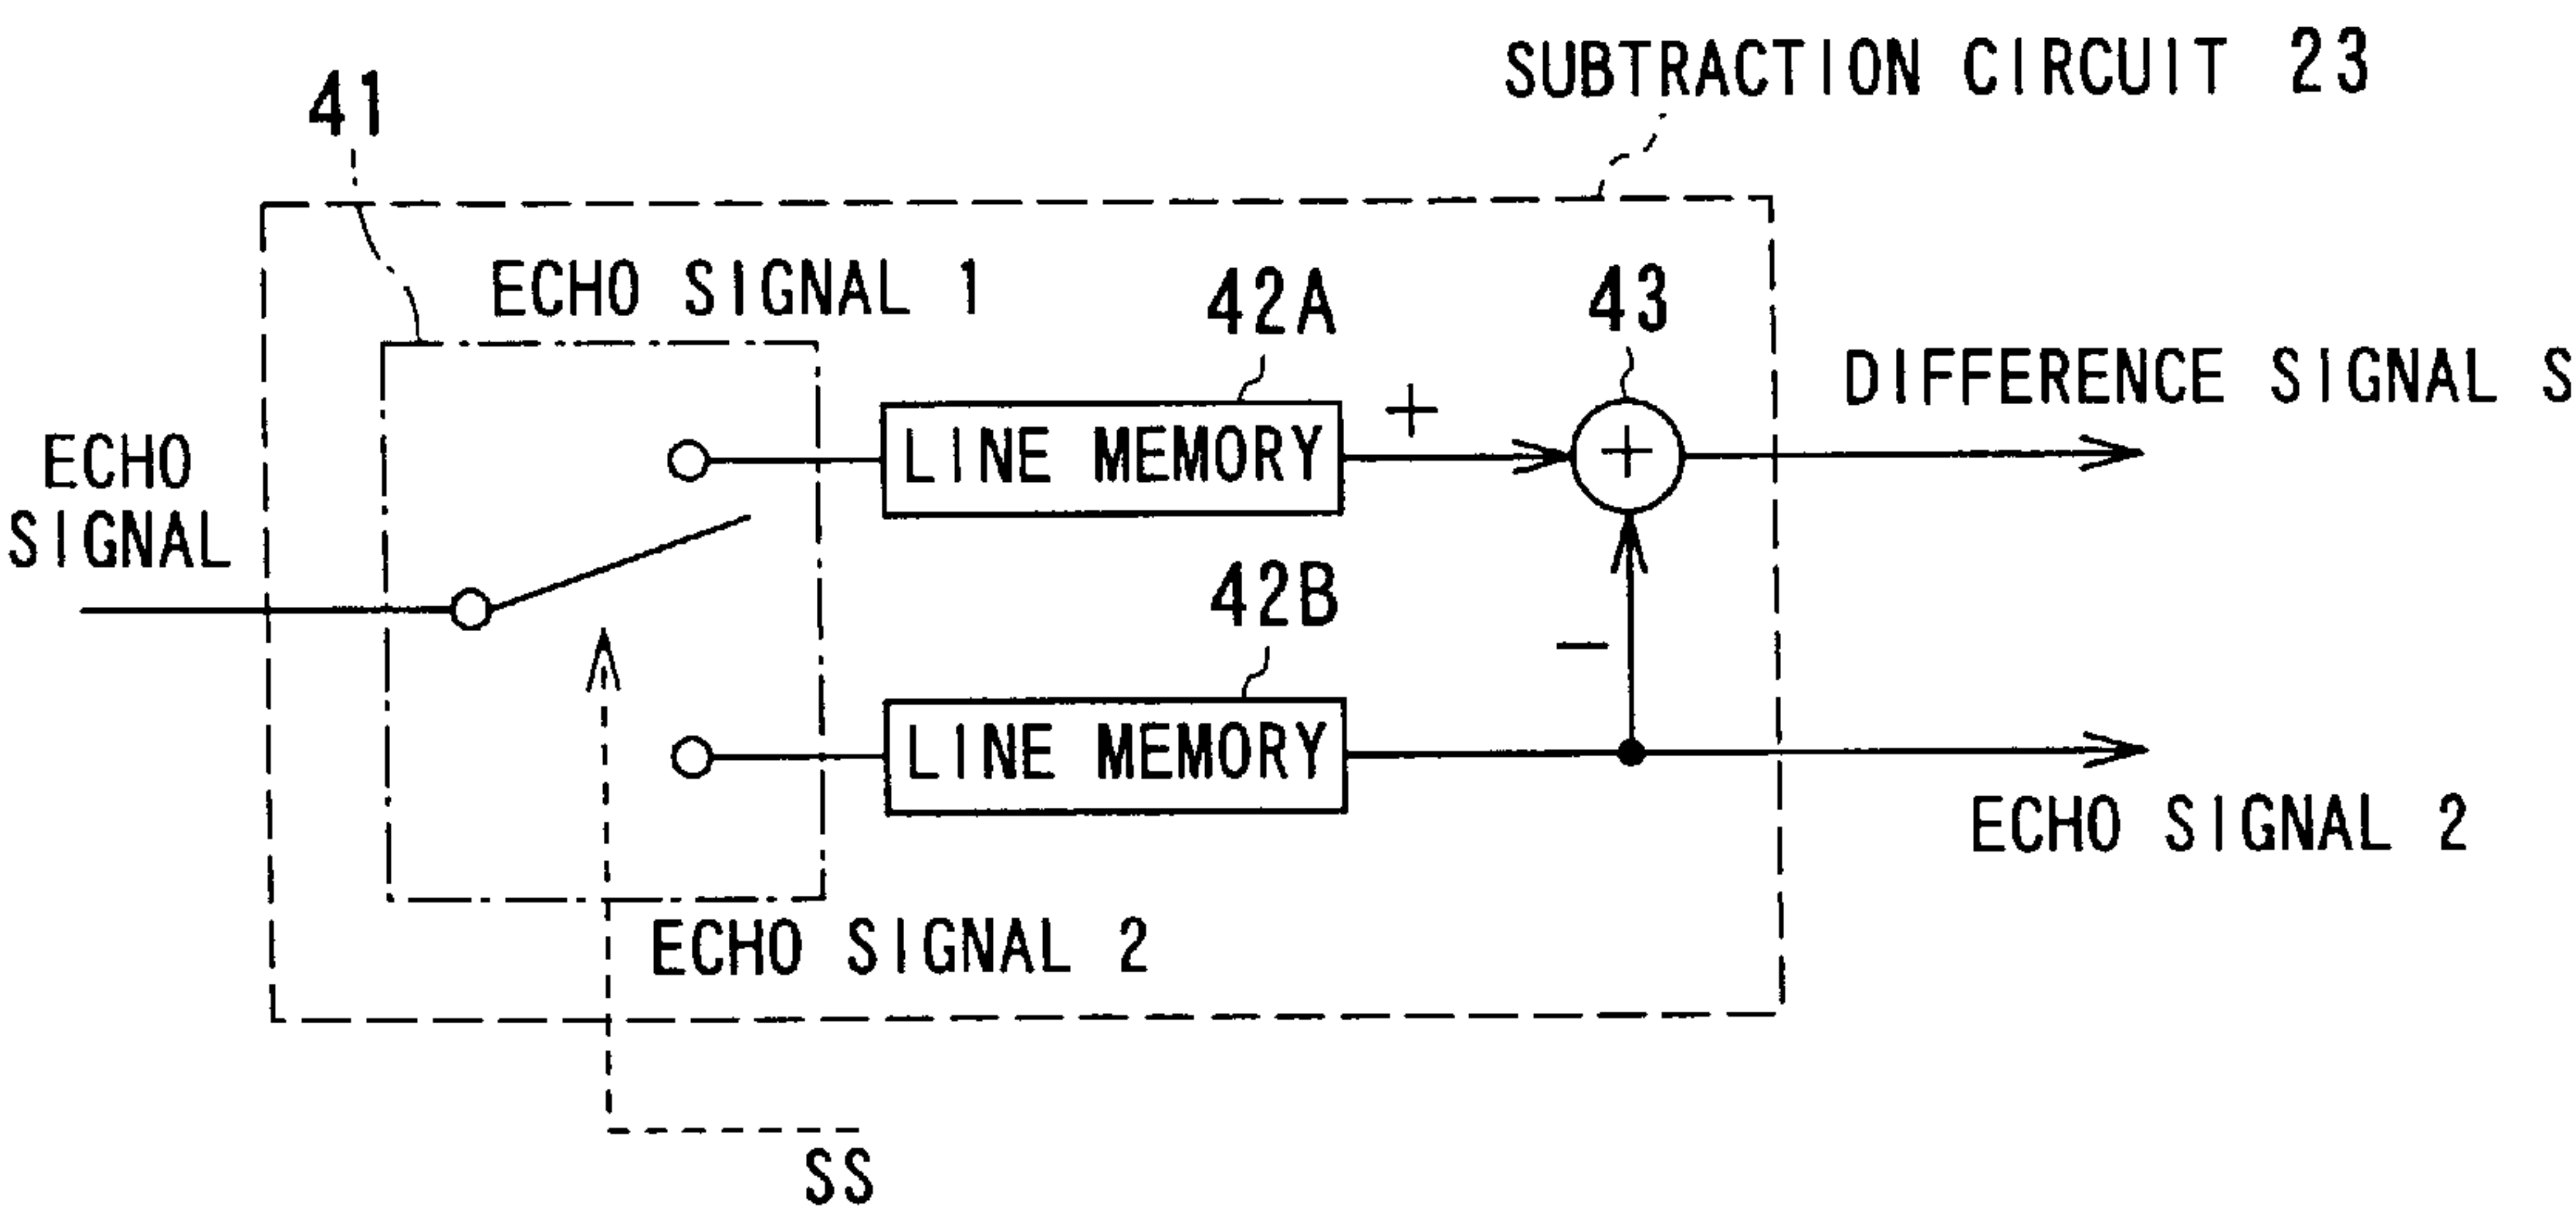 SUBTRACTION CIRCUIT 23
41
ECHO SIGNAL 1
42A
43
+
DIFFERENCE SIGNAL S
ECHO
SIGNAL
LINE MEMORY
+
42B
−
LINE MEMORY
ECHO SIGNAL 2
ECHO SIGNAL 2
SS